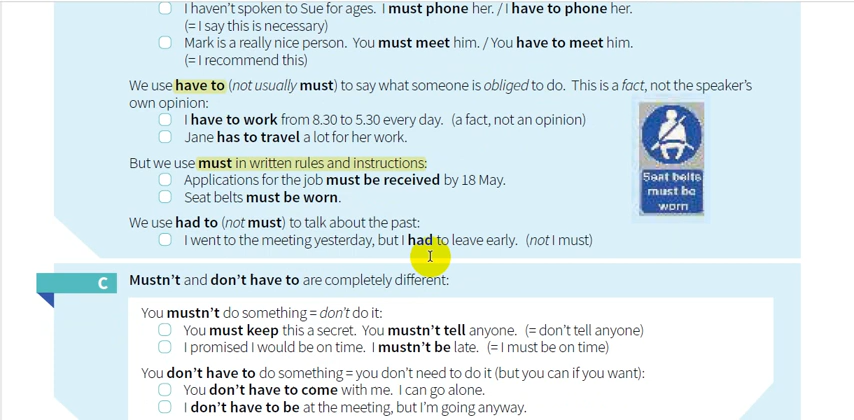 I haven't spoken to Sue for ages. I must phone her. / I have to phone her.
(= I say this is necessary)
Mark is a really nice person. You must meet him. / You have to meet him.
(= I recommend this)
We use have to (not usually must) to say what someone is obliged to do. This is a fact, not the speaker's
own opinion:
I have to work from 8.30 to 5.30 every day. (a fact, not an opinion)
Jane has to travel a lot for her work.
But we use must in written rules and instructions:
Applications for the job must be received by 18 May.
Seat belts must be worn.
Seat belts
must be
worn
We use had to (not must) to talk about the past:
I went to the meeting yesterday, but I had to leave early. (not I must)
C
Mustn't and don't have to are completely different:
You mustn't do something = don't do it:
You must keep this a secret. You mustn't tell anyone. (= don't tell anyone)
I promised I would be on time. I mustn't be late. (= I must be on time)
You don't have to do something = you don't need to do it (but you can if you want):
You don't have to come with me. I can go alone.
I don't have to be at the meeting, but I'm going anyway.